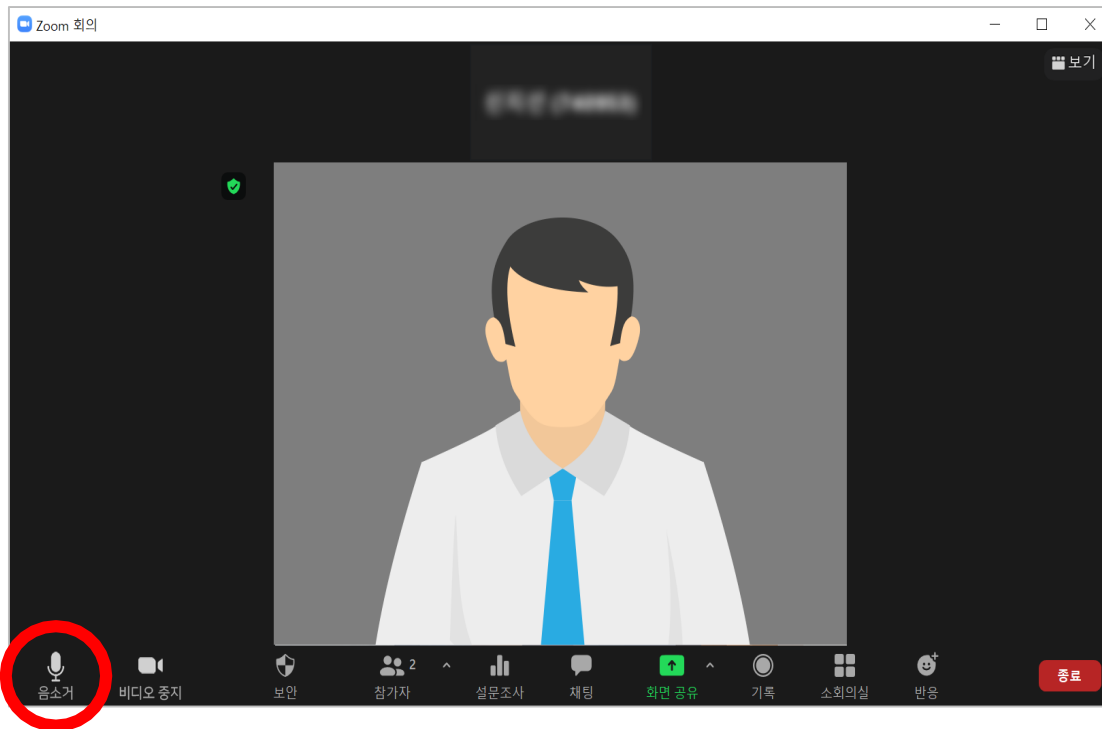 Zoom 회의
보기
음소거
비디오 중지
보안
2
참가자
설문조사
채팅
화면 공유
기록
소회의실
반응
종료